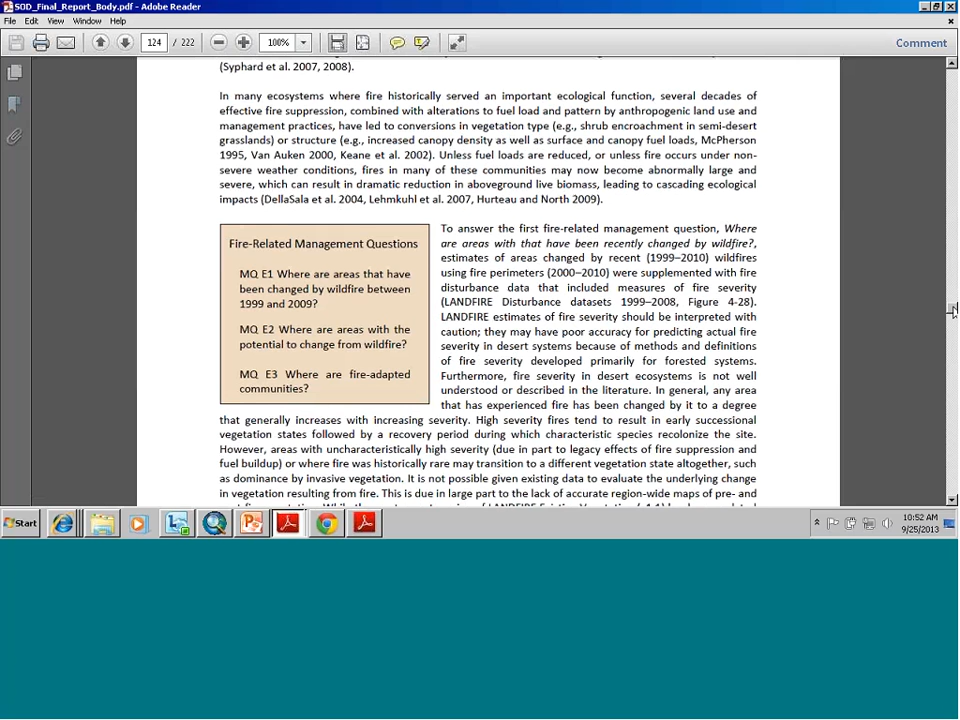 SOD_Final_Report_Body.pdf - Adobe Reader
File Edit View Window Help
124 / 222 100% Comment
(Syphard et al. 2007, 2008).
In many ecosystems where fire historically served an important ecological function, several decades of
effective fire suppression, combined with alterations to fuel load and pattern by anthropogenic land use and
management practices, have led to conversions in vegetation type (e.g., shrub encroachment in semi-desert
grasslands) or structure (e.g., increased canopy density as well as surface and canopy fuel loads, McPherson
1995, Van Auken 2000, Keane et al. 2002). Unless fuel loads are reduced, or unless fire occurs under non-
severe weather conditions, fires in many of these communities may now become abnormally large and
severe, which can result in dramatic reduction in aboveground live biomass, leading to cascading ecological
impacts (DellaSala et al. 2004, Lehmkuhl et al. 2007, Hurteau and North 2009).
Fire-Related Management Questions
MQ E1 Where are areas that have
been changed by wildfire between
1999 and 2009?
MQ E2 Where are areas with the
potential to change from wildfire?
MQ E3 Where are fire-adapted
communities?
To answer the first fire-related management question, Where
are areas with that have been recently changed by wildfire?,
estimates of areas changed by recent (1999–2010) wildfires
using fire perimeters (2000–2010) were supplemented with fire
disturbance data that included measures of fire severity
(LANDFIRE Disturbance datasets 1999–2008, Figure 4-28).
LANDFIRE estimates of fire severity should be interpreted with
caution; they may have poor accuracy for predicting actual fire
severity in desert systems because of methods and definitions
of fire severity developed primarily for forested systems.
Furthermore, fire severity in desert ecosystems is not well
understood or described in the literature. In general, any area
that has experienced fire has been changed by it to a degree
that generally increases with increasing severity. High severity fires tend to result in early successional
vegetation states followed by a recovery period during which characteristic species recolonize the site.
However, areas with uncharacteristically high severity (due in part to legacy effects of fire suppression and
fuel buildup) or where fire was historically rare may transition to a different vegetation state altogether, such
as dominance by invasive vegetation. It is not possible given existing data to evaluate the underlying change
in vegetation resulting from fire. This is due in large part to the lack of accurate region-wide maps of pre- and
Start
10:52 AM
9/25/2013